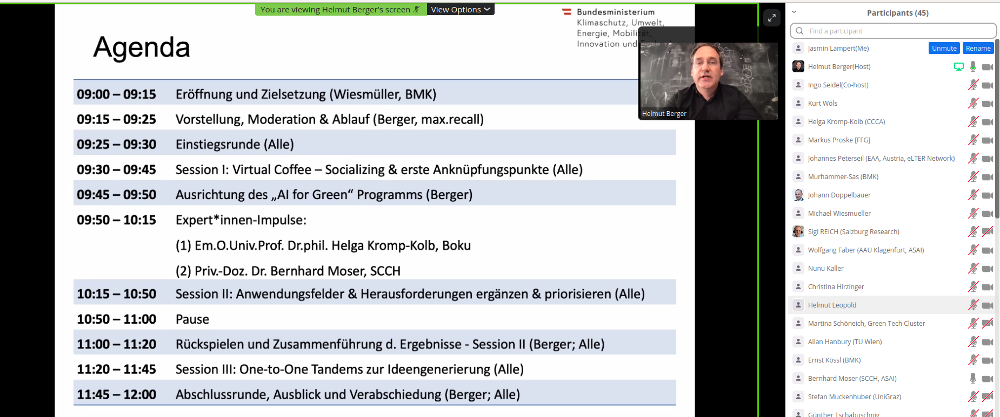 You are viewing Helmut Berger's screen
View Options
Bundesministerium
Klimaschutz, Umwelt,
Energie, Mobilität,
Innovation und
Agenda
09:00 – 09:15 Eröffnung und Zielsetzung (Wiesmüller, BMK)
09:15 – 09:25 Vorstellung, Moderation & Ablauf (Berger, max.recall)
09:25 – 09:30 Einstiegsrunde (Alle)
09:30 – 09:45 Session I: Virtual Coffee – Socializing & erste Anknüpfungspunkte (Alle)
09:45 – 09:50 Ausrichtung des „AI for Green“ Programms (Berger)
09:50 – 10:15 Expert*innen-Impulse:
(1) Em.O.Univ.Prof. Dr.phil. Helga Kromp-Kolb, Boku
(2) Priv.-Doz. Dr. Bernhard Moser, SCCH
10:15 – 10:50 Session II: Anwendungsfelder & Herausforderungen ergänzen & priorisieren (Alle)
10:50 – 11:00 Pause
11:00 – 11:20 Rückspielen und Zusammenführung d. Ergebnisse - Session II (Berger; Alle)
11:20 – 11:45 Session III: One-to-One Tandems zur Ideengenerierung (Alle)
11:45 – 12:00 Abschlussrunde, Ausblick und Verabschiedung (Berger; Alle)
Helmut Berger
Participants (45)
Find a participant
Jasmin Lampert(Me) Unmute Rename
Helmut Berger(Host)
Ingo Seidel(Co-host)
Kurt Wöls
Helga Kromp-Kolb (CCCA)
Markus Proske [FFG]
Johannes Peterseil (EAA, Austria, eLTER Network)
Murhammer-Sas (BMK)
Johann Doppelbauer
Michael Wiesmueller
Sigi REICH (Salzburg Research)
Wolfgang Faber (AAU Klagenfurt, ASAI)
Nunu Kaller
Christina Hirzinger
Helmut Leopold
Martina Schöneich, Green Tech Cluster
Allan Hanbury (TU Wien)
Ernst Kössl (BMK)
Bernhard Moser (SCCH, ASAI)
Stefan Muckenhuber (UniGraz)
Günther Tschabuschnig